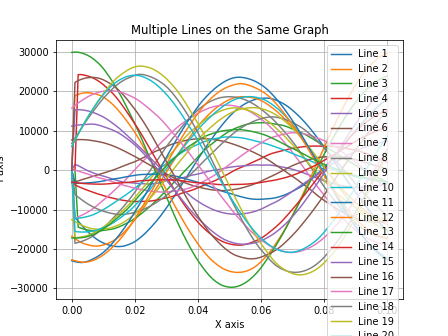 Multiple Lines on the Same Graph
30000
20000
10000
0
−10000
−20000
−30000
0.00
0.02
0.04
0.06
0.08
X axis
Line 1
Line 2
Line 3
Line 4
Line 5
Line 6
Line 7
Line 8
Line 9
Line 10
Line 11
Line 12
Line 13
Line 14
Line 15
Line 16
Line 17
Line 18
Line 19
Line 20